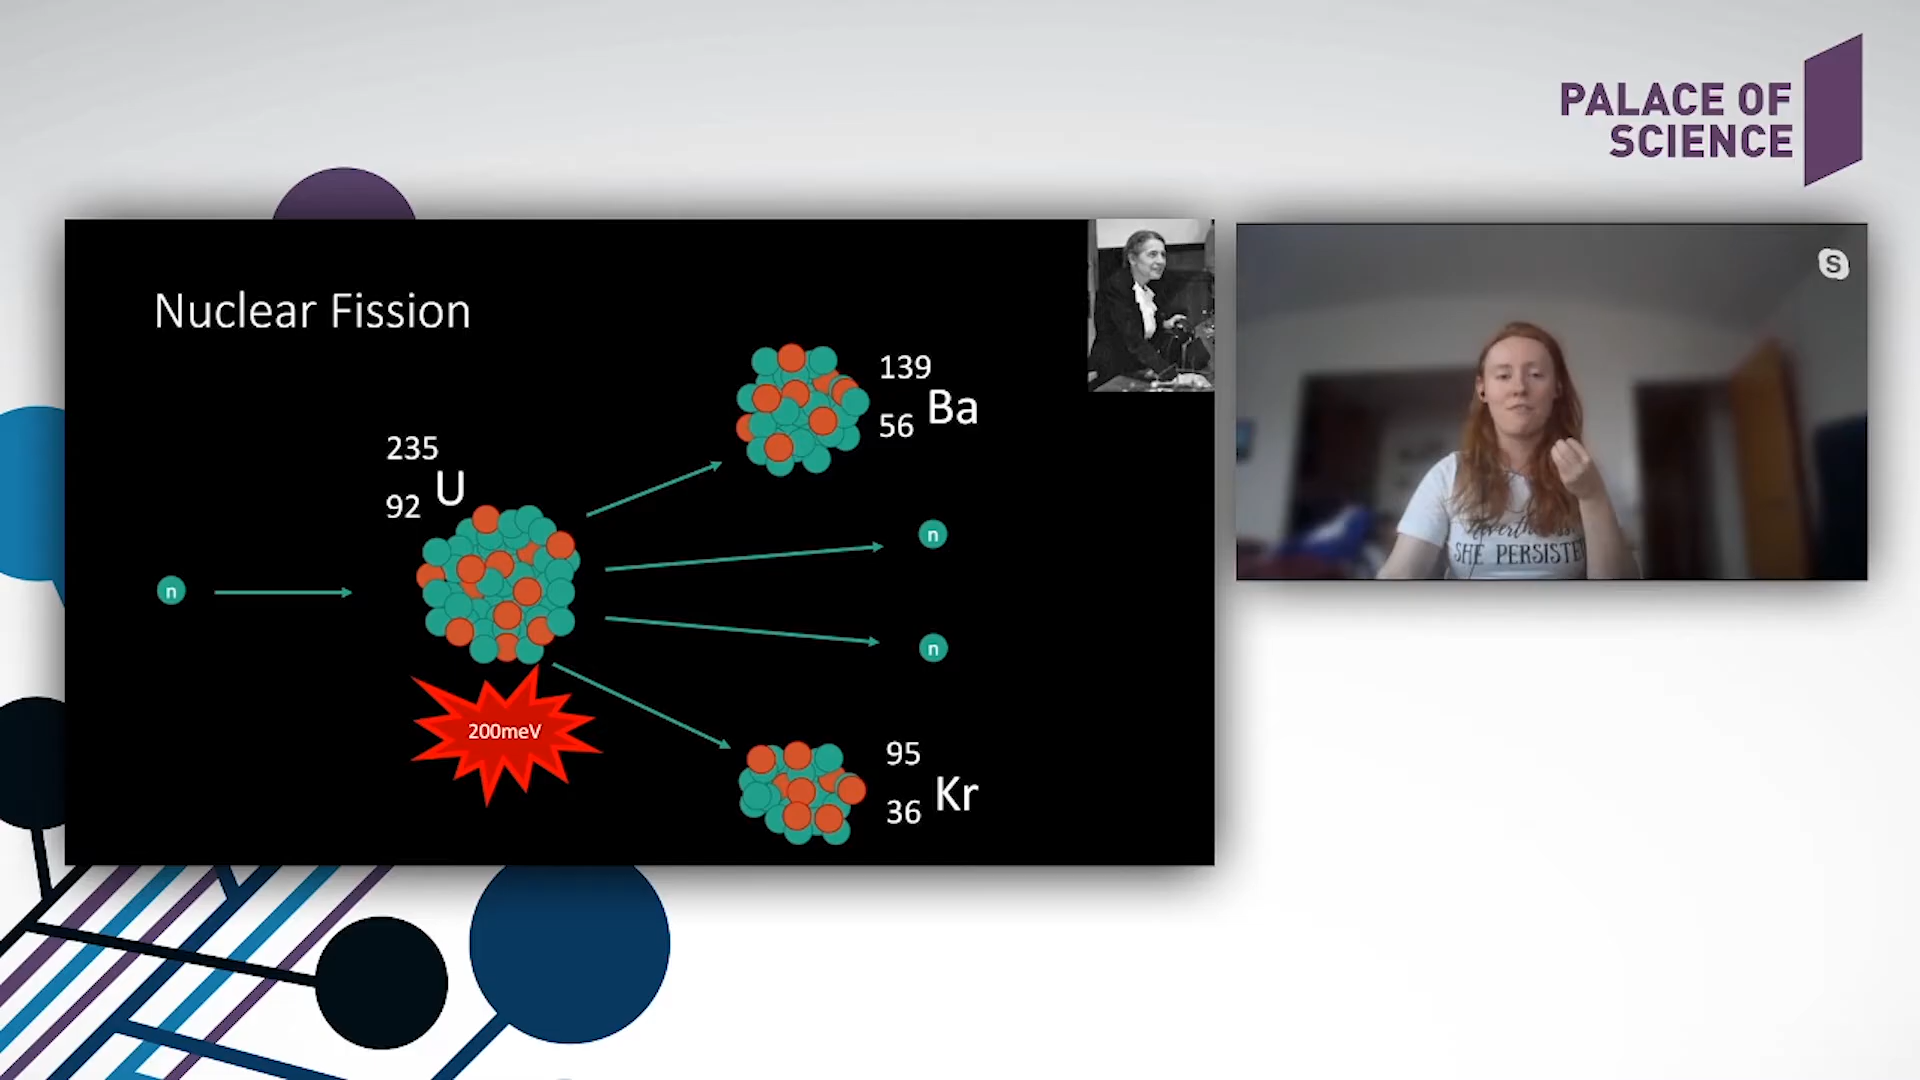 PALACE OF
SCIENCE
Nuclear Fission
139
56 Ba
235
92 U
n
n
n
200meV
95
36 Kr
S
SHE PERSISTE